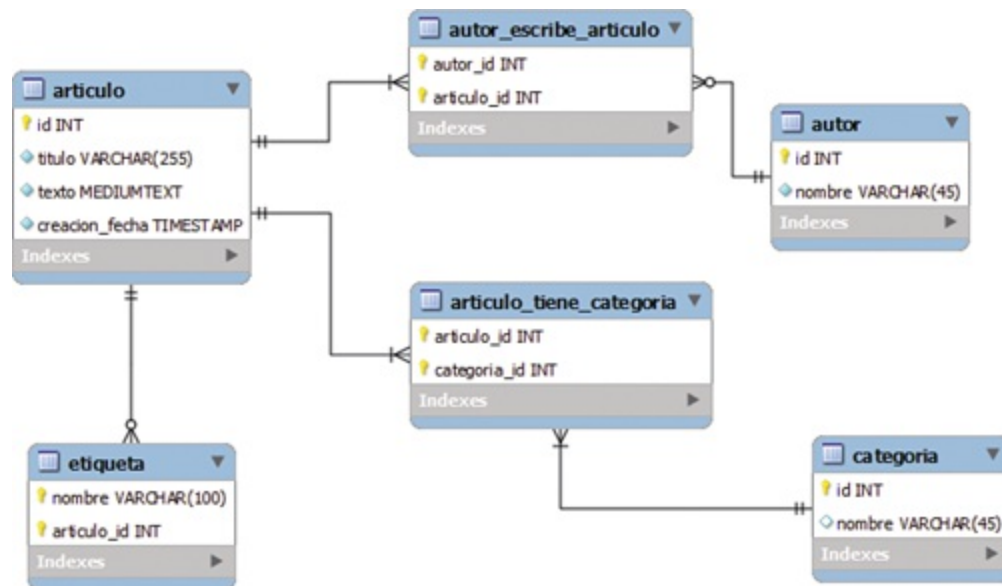 autor_escribe_articulo
autor_id INT
articulo_id INT
Indexes
articulo
id INT
titulo VARCHAR(255)
texto MEDIUMTEXT
creacion_fecha TIMESTAMP
Indexes
autor
id INT
nombre VARCHAR(45)
Indexes
articulo_tiene_categoria
articulo_id INT
categoria_id INT
Indexes
etiqueta
nombre VARCHAR(100)
articulo_id INT
Indexes
categoria
id INT
nombre VARCHAR(45)
Indexes